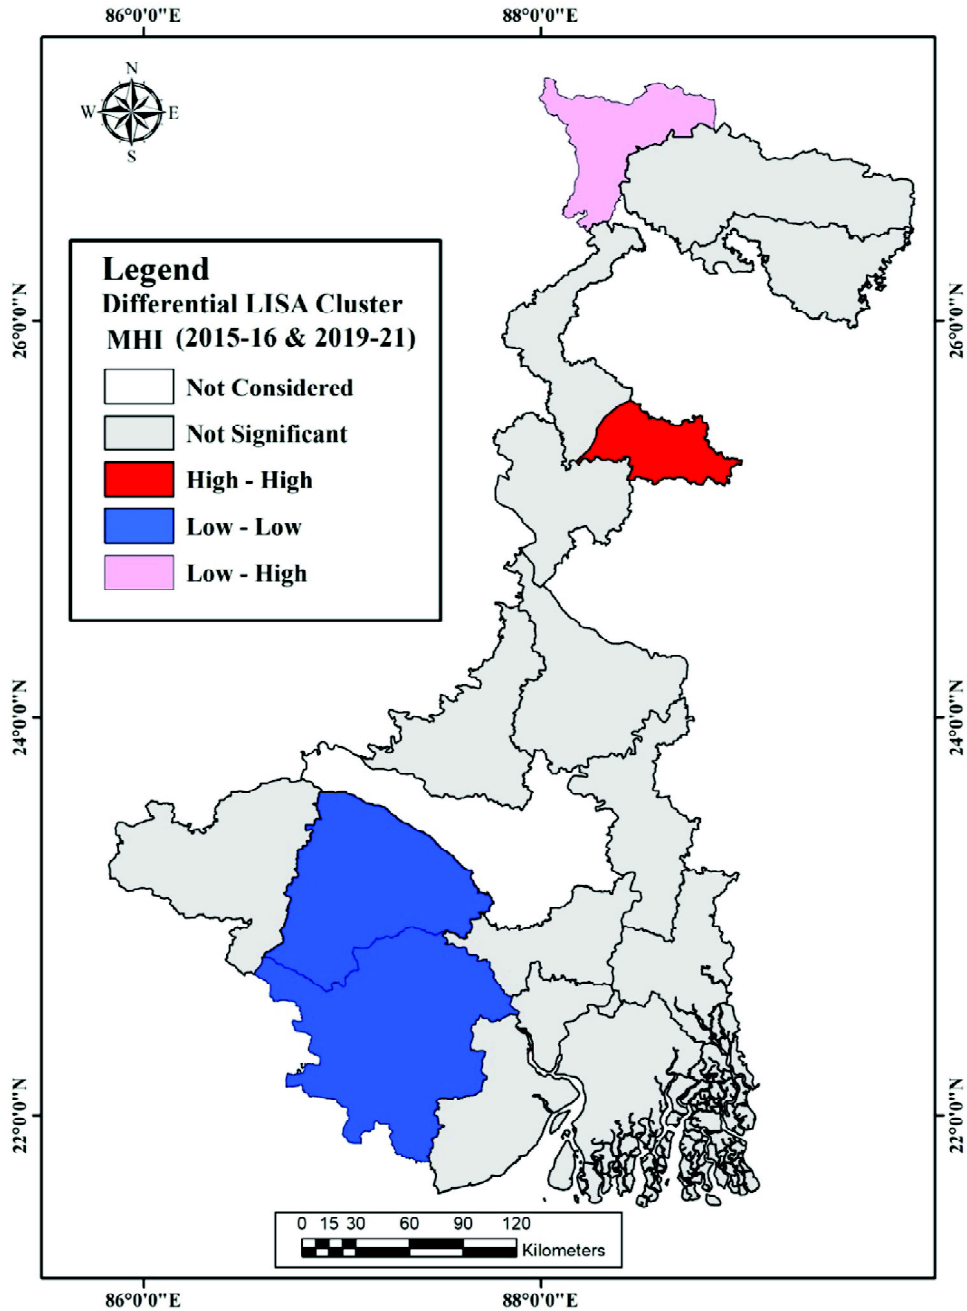 86°0'0"E 88°0'0"E
N
W E
S
Legend
Differential LISA Cluster
MHI (2015-16 & 2019-21)
Not Considered
Not Significant
High - High
Low - Low
Low - High
26°0'0"N 26°0'0"N
24°0'0"N 24°0'0"N
22°0'0"N 22°0'0"N
0 15 30 60 90 120
Kilometers
86°0'0"E 88°0'0"E